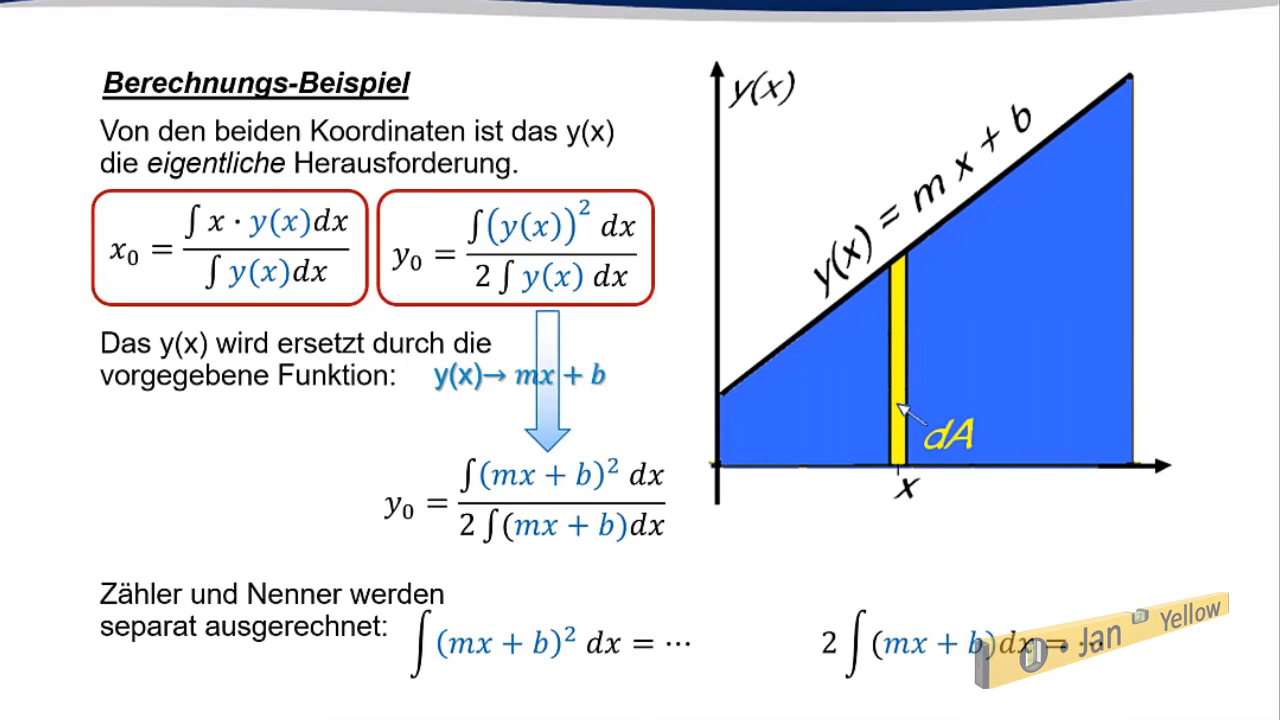 Berechnungs-Beispiel
Von den beiden Koordinaten ist das y(x)
die eigentliche Herausforderung.
x₀ = ∫ x · y(x)dx / ∫ y(x)dx
y₀ = ∫(y(x))² dx / 2 ∫ y(x) dx
Das y(x) wird ersetzt durch die
vorgegebene Funktion: y(x)→ mx + b
y₀ = ∫(mx + b)² dx / 2 ∫(mx + b)dx
Zähler und Nenner werden
separat ausgerechnet: ∫(mx + b)² dx = ⋯
2 ∫(mx + b)dx = ⋯
y(x)
y(x) = m x + b
dA
x
Jan
Yellow